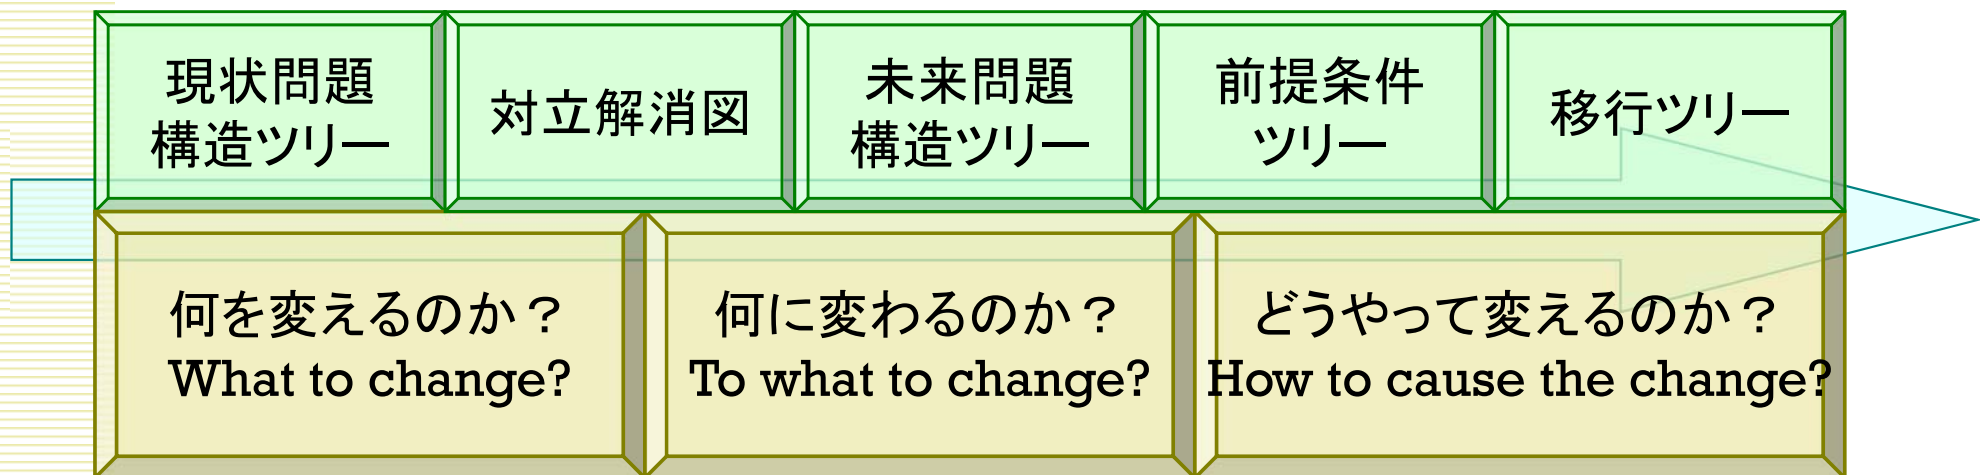 現状問題
構造ツリー
対立解消図
未来問題
構造ツリー
前提条件
ツリー
移行ツリー
何を変えるのか？
What to change?
何に変わるのか？
To what to change?
どうやって変えるのか？
How to cause the change?